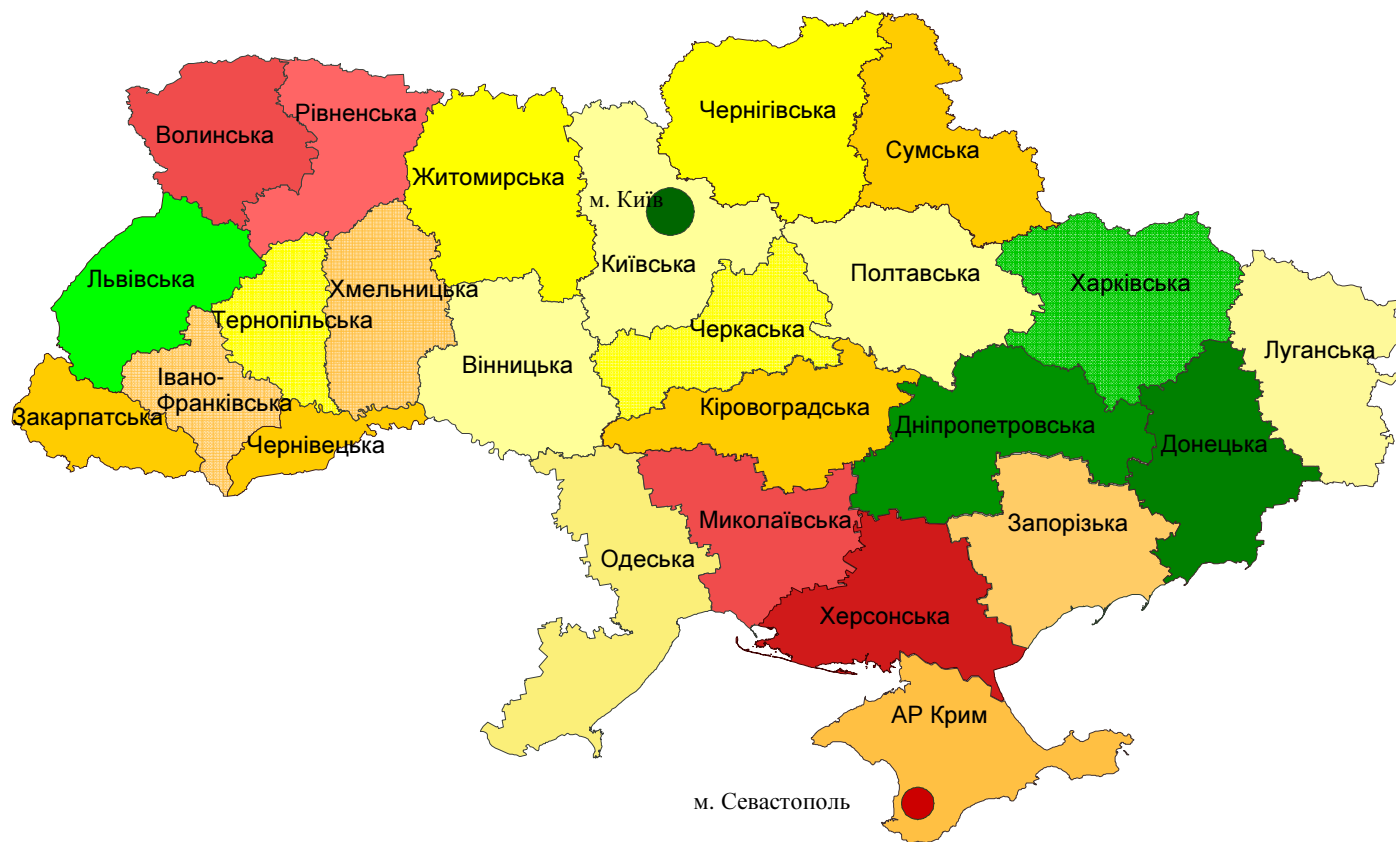 Чернігівська
Рівненська
Волинська
Сумська
Житомирська
м. Київ
Київська
Львівська
Полтавська
Харківська
Хмельницька
Тернопільська
Черкаська
Луганська
Вінницька
Івано-
Франківська
Закарпатська
Кіровоградська
Дніпропетровська
Чернівецька
Донецька
Миколаївська
Запорізька
Одеська
Херсонська
АР Крим
м. Севастополь